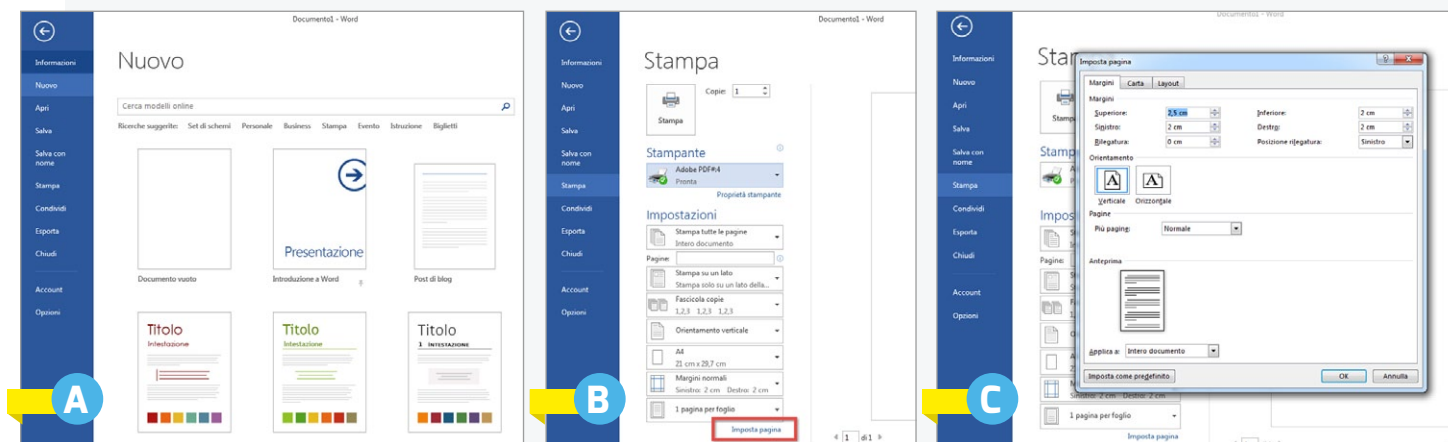 Documento1 - Word
Informazioni
Nuovo
Apri
Salva
Salva con
nome
Stampa
Condividi
Esporta
Chiudi
Account
Opzioni
Nuovo
Cerca modelli online
Ricerche suggerite: Set di schemi Personale Business Stampa Evento Istruzione Biglietti
Presentazione
Documento vuoto
Introduzione a Word
Post di blog
Titolo
Intestazione
Titolo
Intestazione
Titolo
1 INTESTAZIONE
A
Documento1 - Word
Informazioni
Nuovo
Apri
Salva
Salva con
nome
Stampa
Condividi
Esporta
Chiudi
Account
Opzioni
Stampa
Copie: 1
Stampa
Stampante
Adobe PDF#:4
Pronta
Proprietà stampante
Impostazioni
Stampa tutte le pagine
Intero documento
Pagine:
Stampa su un lato
Stampa solo su un lato della...
Fascicola copie
1,2,3 1,2,3 1,2,3
Orientamento verticale
A4
21 cm x 29,7 cm
Margini normali
Sinistro: 2 cm Destro: 2 cm
1 pagina per foglio
Imposta pagina
1 di 1
B
Documento1 - Word
Informazioni
Nuovo
Apri
Salva
Salva con
nome
Stampa
Condividi
Esporta
Chiudi
Account
Opzioni
Imposta pagina
Margini Carta Layout
Margini
Superiore: 2,5 cm Inferiore: 2 cm
Sinistro: 2 cm Destro: 2 cm
Rilegatura: 0 cm Posizione rilegatura: Sinistro
Orientamento
Verticale Orizzontale
Pagine
Più pagine: Normale
Anteprima
Applica a: Intero documento
Imposta come predefinito OK Annulla
Pagine:
Sinistro: 2 cm Destro: 2 cm
1 pagina per foglio
Imposta pagina
C